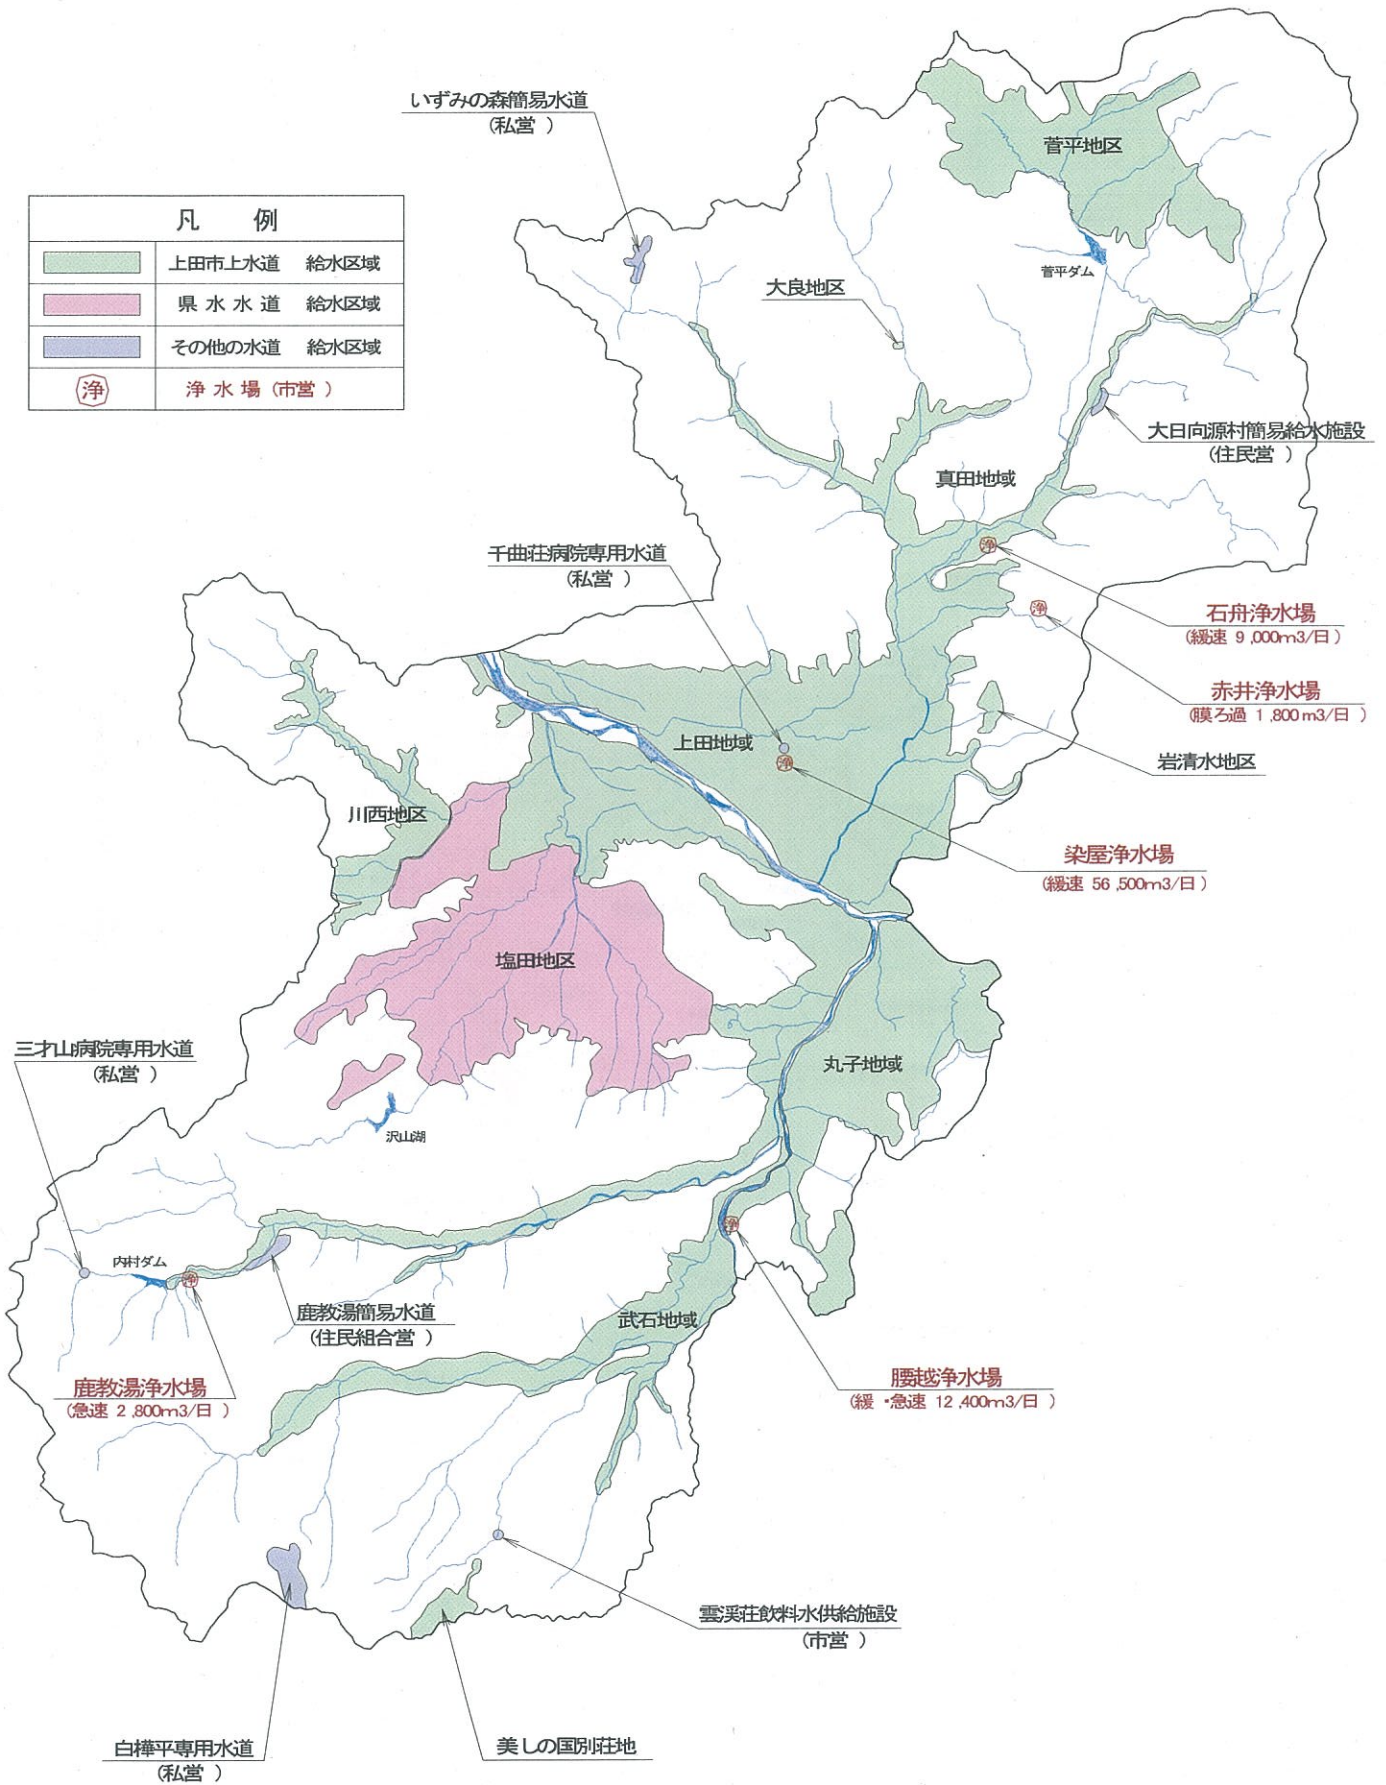 いずみの森簡易水道
(私営 )
菅平地区
凡 例
上田市上水道 給水区域
県水水道 給水区域
その他の水道 給水区域
浄 浄水場 (市営 )
菅平ダム
大良地区
大日向源村簡易給水施設
(住民営 )
真田地域
浄
千曲荘病院専用水道
(私営 )
浄
石舟浄水場
(緩速 9,000m3/日 )
赤井浄水場
(膜ろ過 1,800m3/日 )
上田地域
浄
岩清水地区
川西地区
染屋浄水場
(緩速 56,500m3/日 )
塩田地区
三才山病院専用水道
(私営 )
丸子地域
沢山湖
浄
内村ダム
浄
鹿教湯簡易水道
(住民組合営 )
武石地域
鹿教湯浄水場
(急速 2,800m3/日 )
腰越浄水場
(緩・急速 12,400m3/日 )
雲渓荘飲料水供給施設
(市営 )
白樺平専用水道
(私営 )
美しの国別荘地